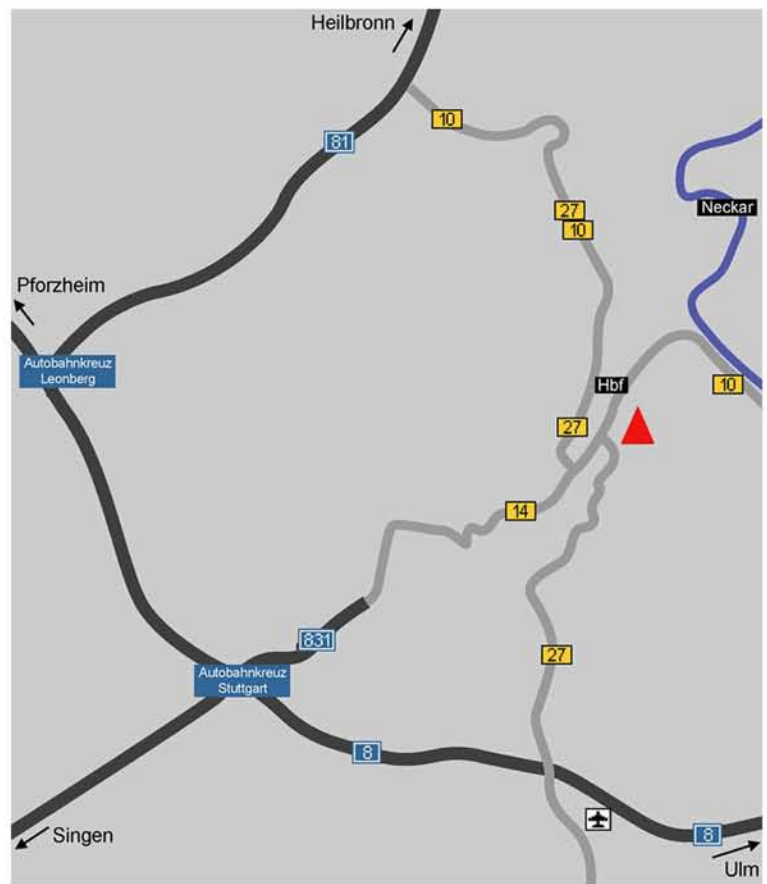 Heilbronn
10
81
27
10
Neckar
Pforzheim
Autobahnkreuz
Leonberg
Hbf
10
27
14
831
27
Autobahnkreuz
Stuttgart
8
Singen
8
Ulm